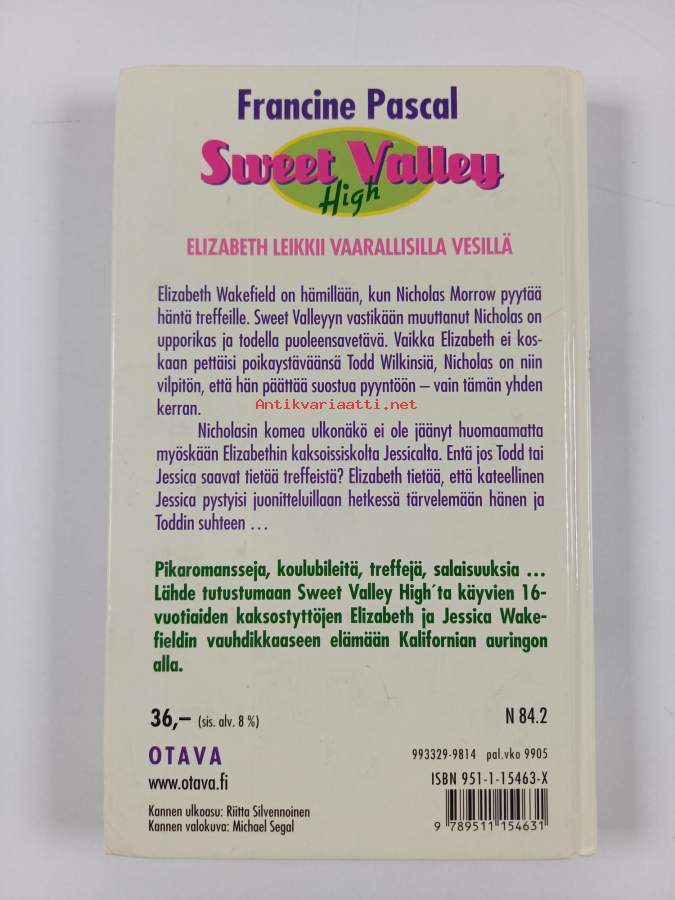 Francine Pascal
Sweet Valley
High
ELIZABETH LEIKKII VAARALLISILLA VESILLÄ
Elizabeth Wakefield on hämillään, kun Nicholas Morrow pyytää
häntä treffeille. Sweet Valleyyn vastikään muuttanut Nicholas on
upporikas ja todella puoleensavetävä. Vaikka Elizabeth ei kos-
kaan pettäisi poikaystäväänsä Todd Wilkinsiä, Nicholas on niin
vilpitön, että hän päättää suostua pyyntöön – vain tämän yhden
kerran.
Antikvariaatti.net
Nicholasin komea ulkonäkö ei ole jäänyt huomaamatta
myöskään Elizabethin kaksoissiskolta Jessicalta. Entä jos Todd tai
Jessica saavat tietää treffeistä? Elizabeth tietää, että kateellinen
Jessica pystyisi juonitteluillaan hetkessä tärvelemään hänen ja
Toddin suhteen ...
Pikaromansseja, koulubileitä, treffejä, salaisuuksia ...
Lähde tutustumaan Sweet Valley High´ta käyvien 16-
vuotiaiden kaksostyttöjen Elizabeth ja Jessica Wake-
fieldin vauhdikkaaseen elämään Kalifornian auringon
alla.
36,– (sis. alv. 8 %)
N 84.2
OTAVA
993329-9814 pal.vko 9905
www.otava.fi
ISBN 951-1-15463-X
Kannen ulkoasu: Riitta Silvennoinen
Kannen valokuva: Michael Segal
9 789511 154631